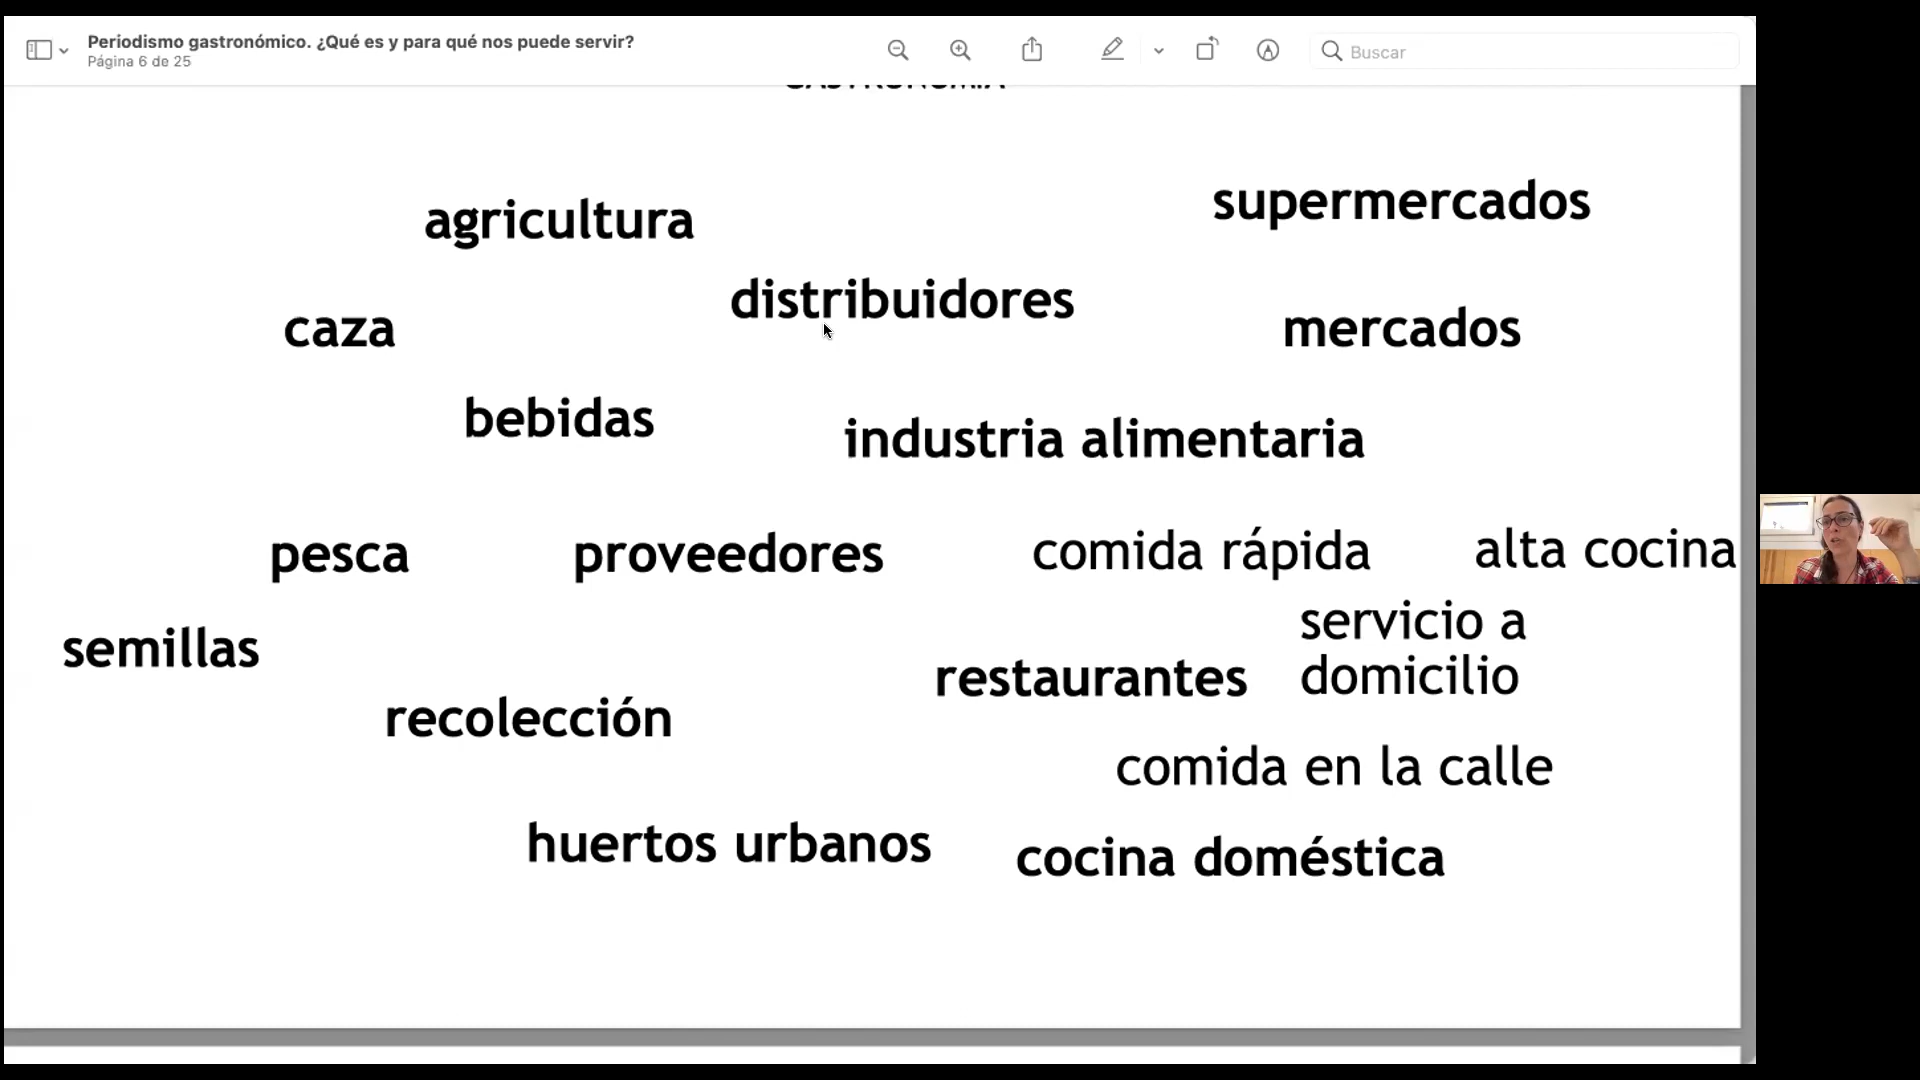 Periodismo gastronómico. ¿Qué es y para qué nos puede servir?
Página 6 de 25
Buscar
GASTRONOMÍA
agricultura
supermercados
distribuidores
caza
mercados
bebidas
industria alimentaria
pesca
proveedores
comida rápida
alta cocina
semillas
servicio a
domicilio
restaurantes
recolección
comida en la calle
huertos urbanos
cocina doméstica